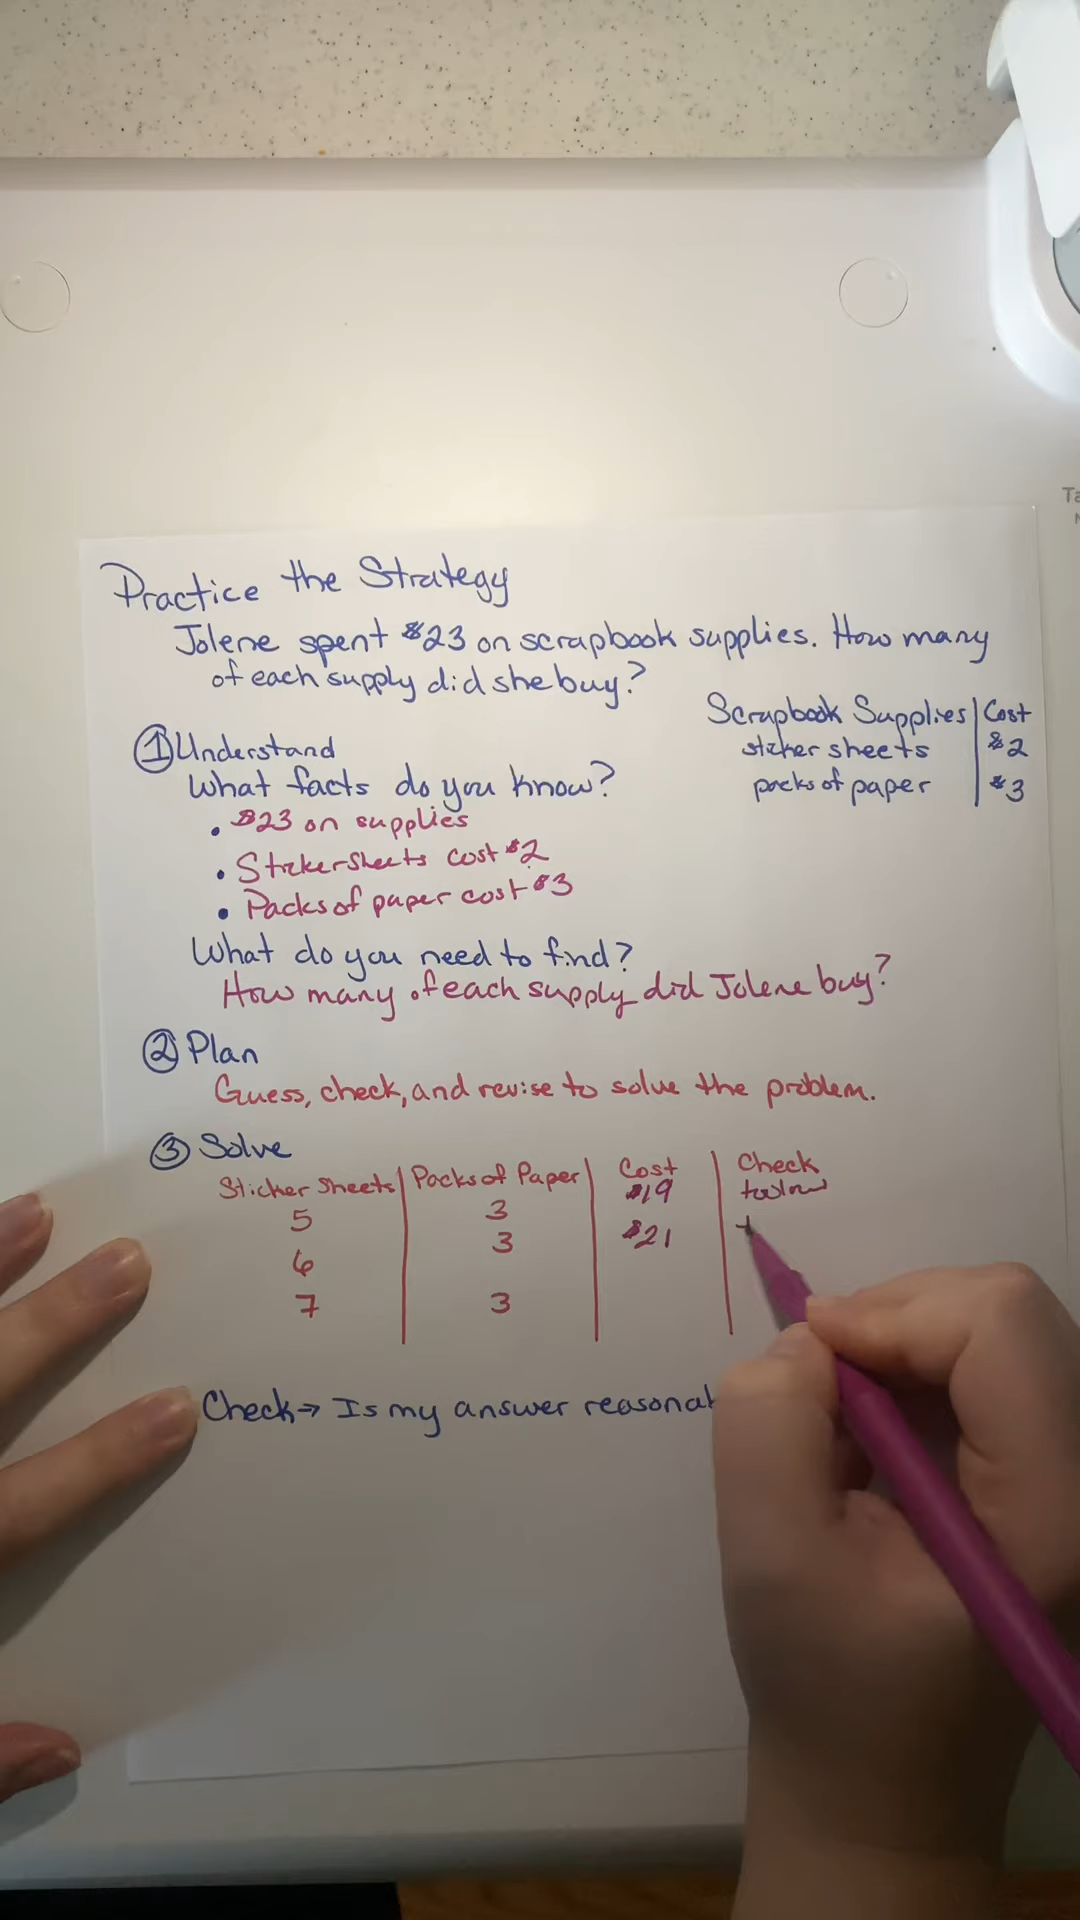 Practice the Strategy
Jolene spent $23 on scrapbook supplies. How many
of each supply did she buy?
Scrapbook Supplies | Cost
sticker sheets | $2
packs of paper | $3
① Understand
What facts do you know?
• $23 on supplies
• Sticker sheets cost $2
• Packs of paper cost $3
What do you need to find?
How many of each supply did Jolene buy?
② Plan
Guess, check, and revise to solve the problem.
③ Solve
Sticker Sheets | Packs of Paper | Cost | Check
5 | 3 | $19 | too low
6 | 3 | $21
7 | 3
Check → Is my answer